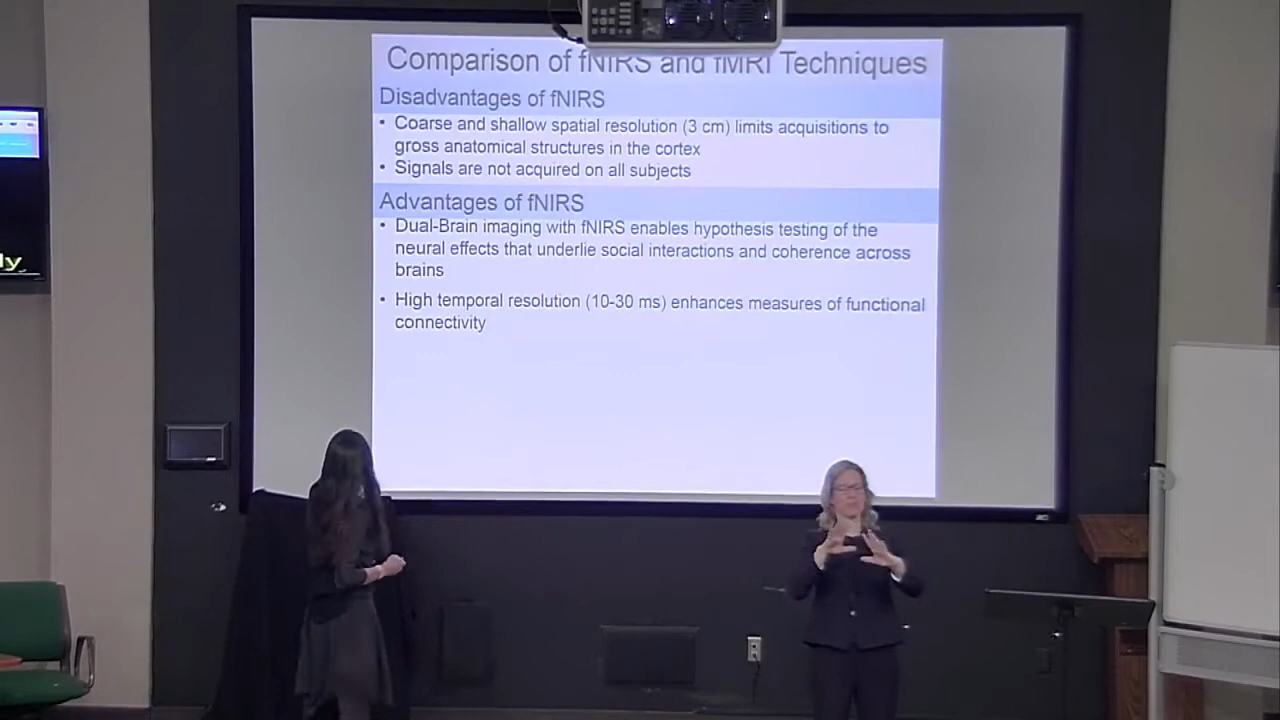 Comparison of fNIRS and fMRI Techniques
Disadvantages of fNIRS
• Coarse and shallow spatial resolution (3 cm) limits acquisitions to
gross anatomical structures in the cortex
• Signals are not acquired on all subjects
Advantages of fNIRS
• Dual-Brain imaging with fNIRS enables hypothesis testing of the
neural effects that underlie social interactions and coherence across
brains
• High temporal resolution (10-30 ms) enhances measures of functional
connectivity
ly